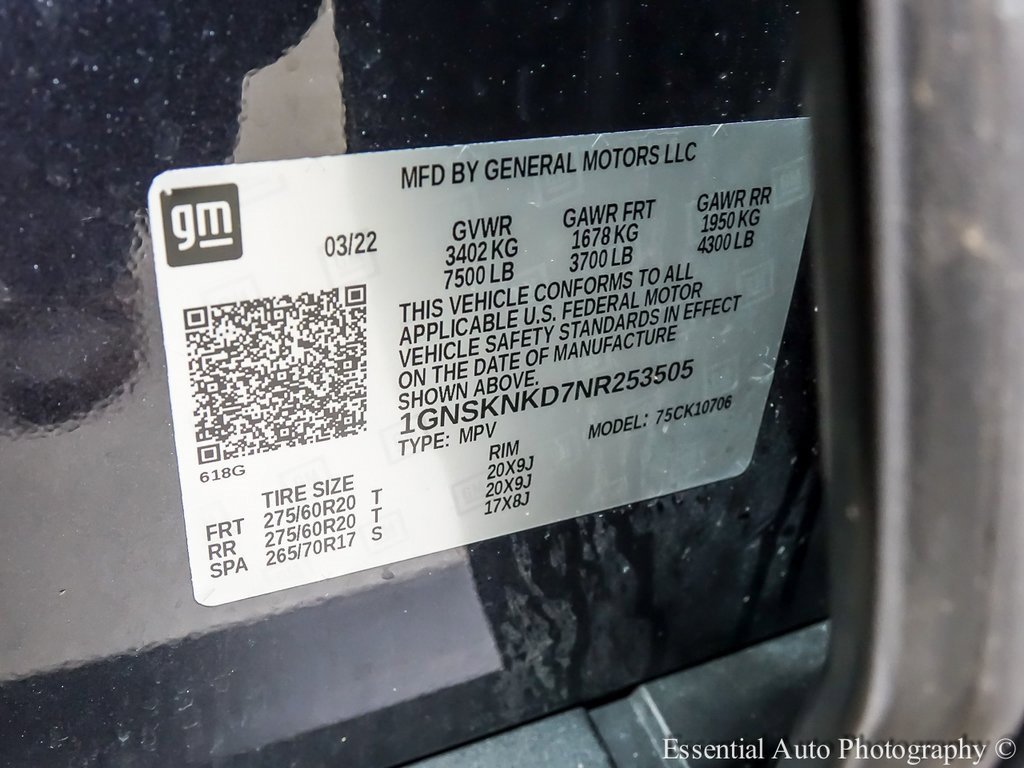 MFD BY GENERAL MOTORS LLC
gm
03/22
GVWR
3402 KG
7500 LB
GAWR FRT
1678 KG
3700 LB
GAWR RR
1950 KG
4300 LB
THIS VEHICLE CONFORMS TO ALL
APPLICABLE U.S. FEDERAL MOTOR
VEHICLE SAFETY STANDARDS IN EFFECT
ON THE DATE OF MANUFACTURE
SHOWN ABOVE.
1GNSKNKD7NR253505
TYPE: MPV MODEL: 75CK10706
618G
TIRE SIZE RIM
FRT 275/60R20 T 20X9J
RR 275/60R20 T 20X9J
SPA 265/70R17 S 17X8J
Essential Auto Photography ©